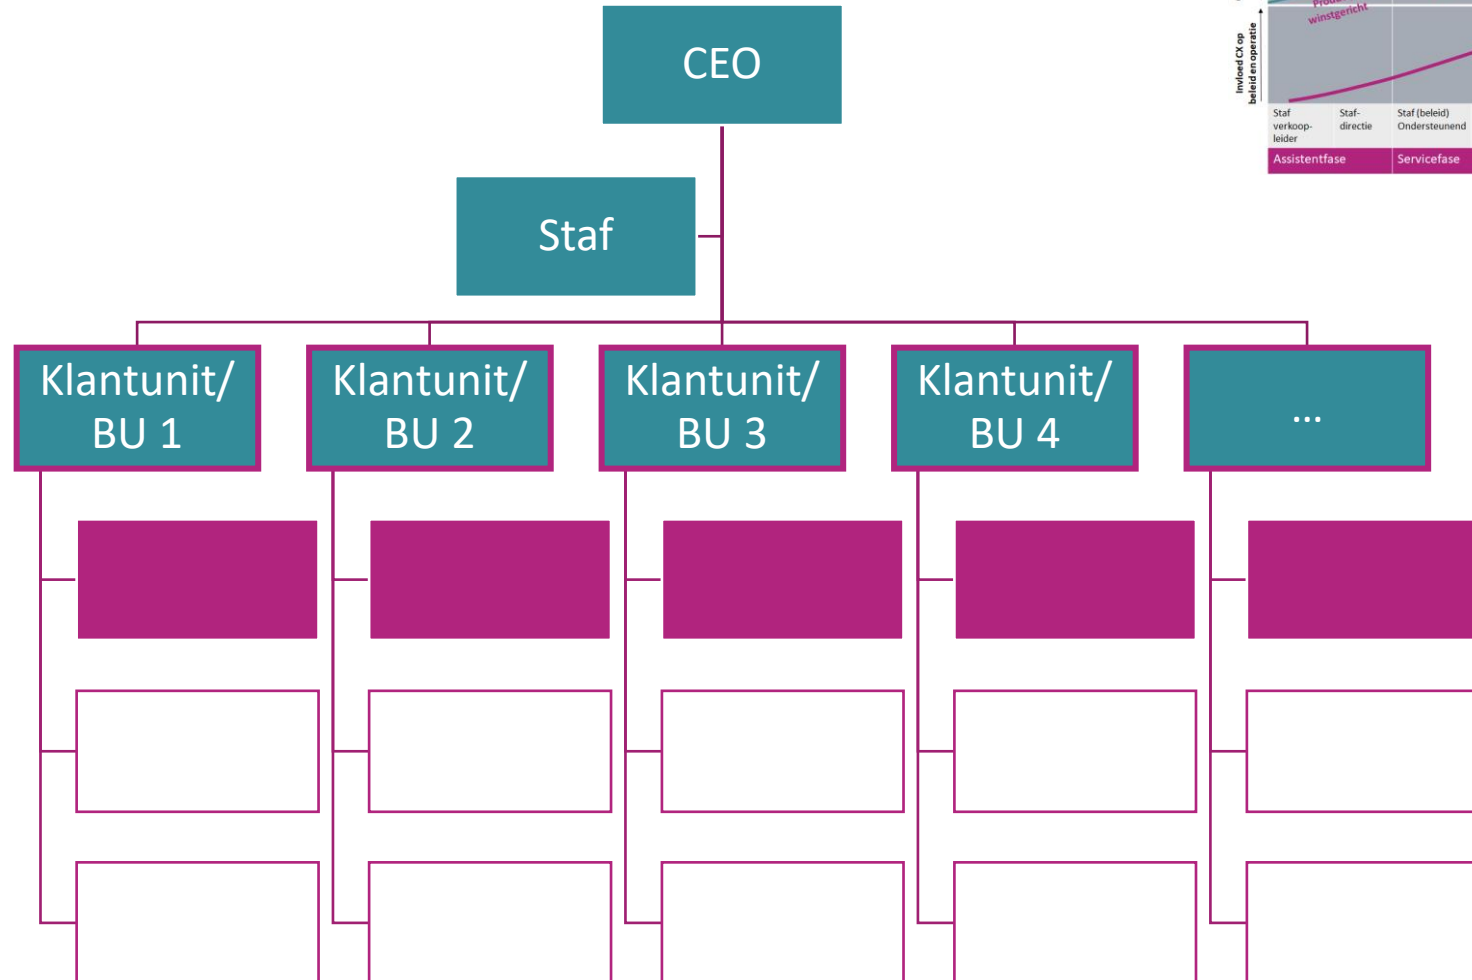 CEO
Staf
Klantunit/
BU 1
Klantunit/
BU 2
Klantunit/
BU 3
Klantunit/
BU 4
...
winstgericht
Invloed CX op
beleid en operatie
Staf
verkoop-
leider
Staf-
directie
Staf (beleid)
Ondersteunend
Assistentfase
Servicefase